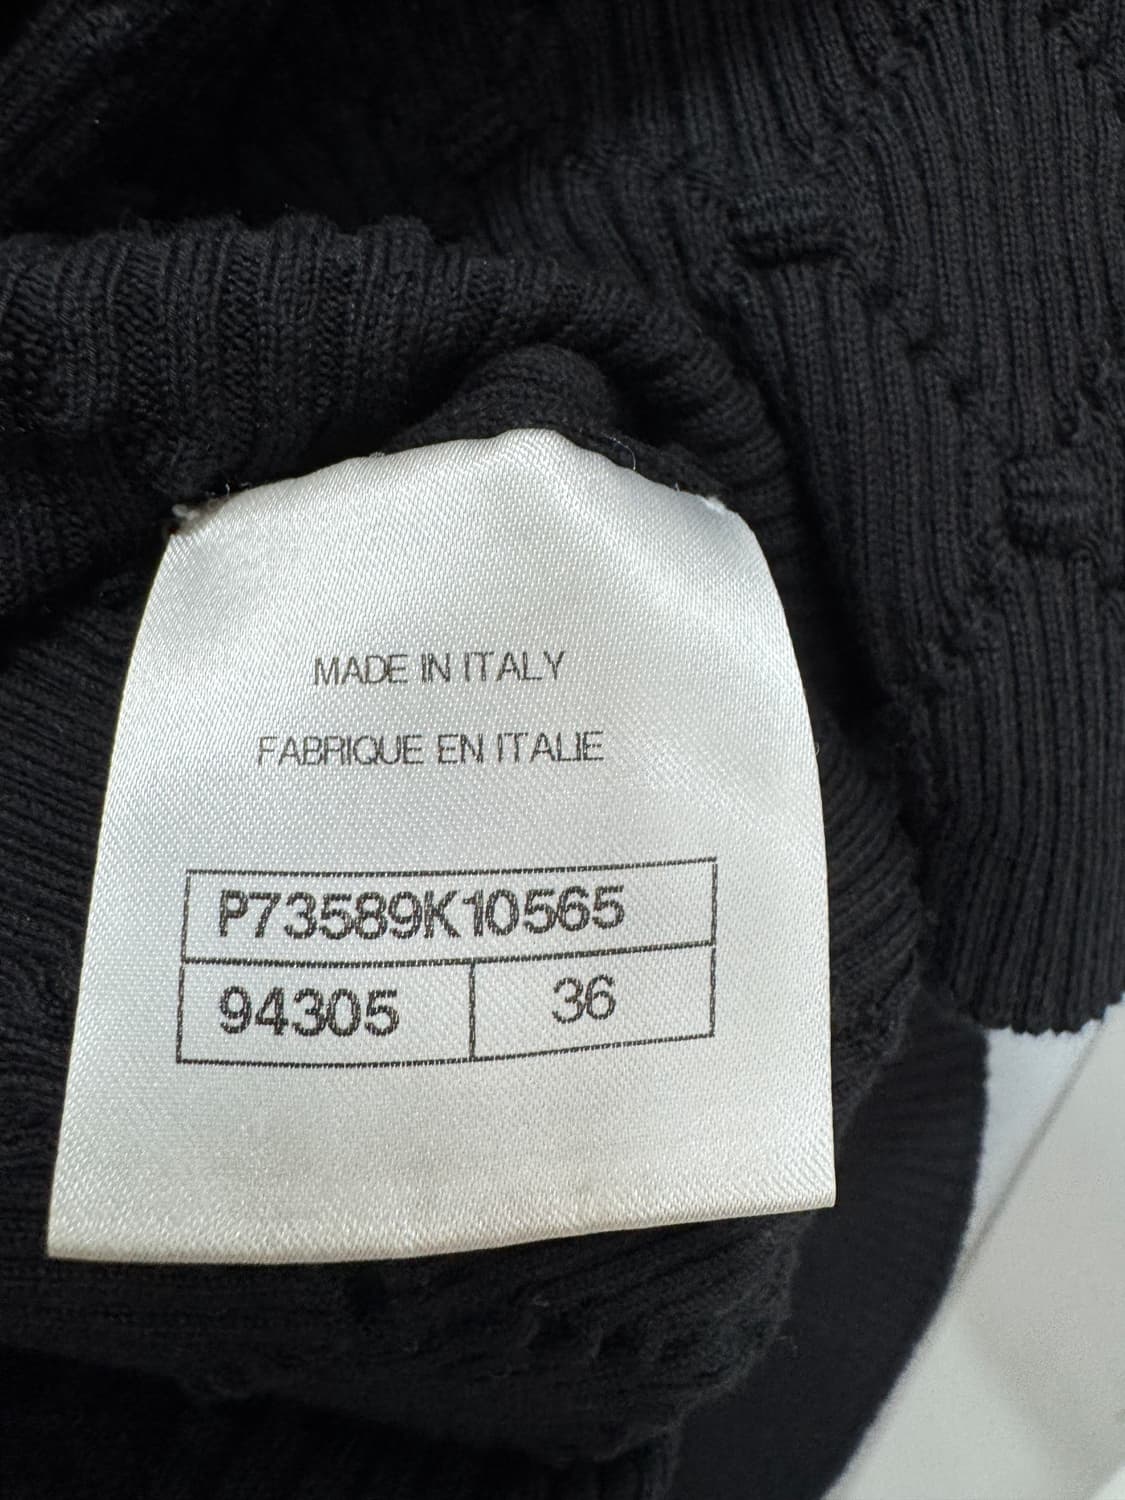 MADE IN ITALY
FABRIQUE EN ITALIE
P73589K10565
94305 36